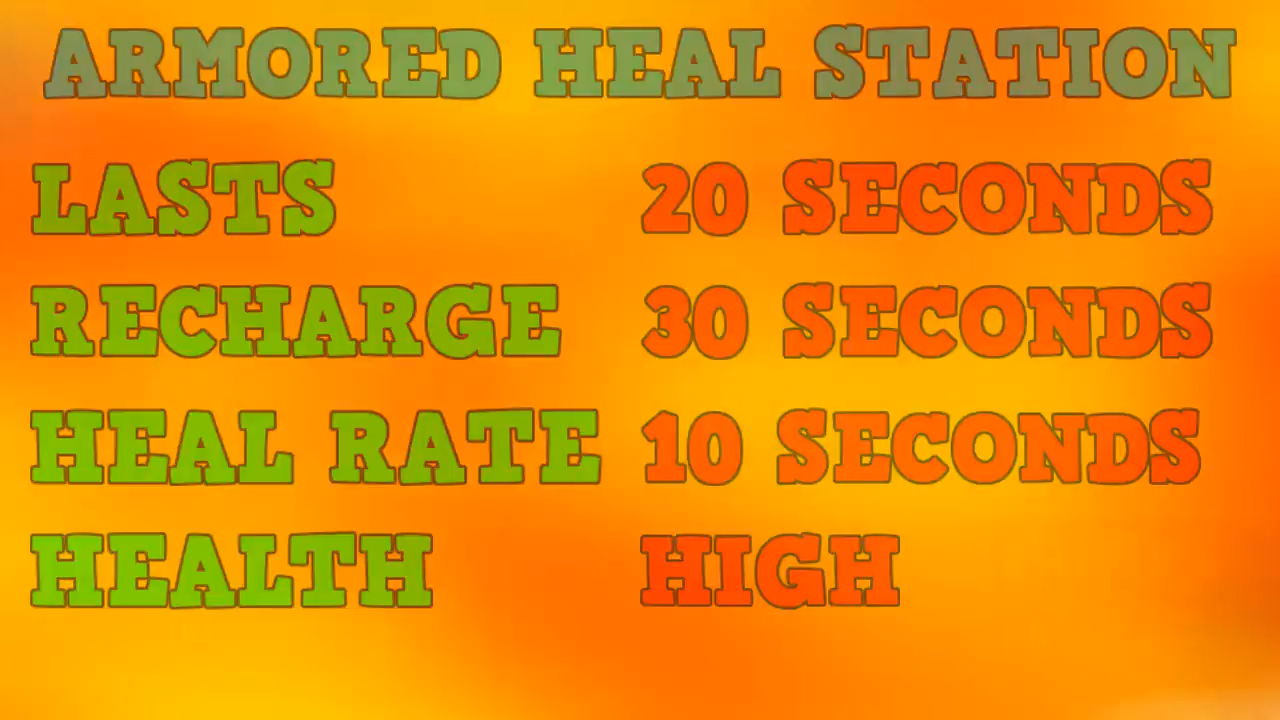 ARMORED HEAL STATION
LASTS 20 SECONDS
RECHARGE 30 SECONDS
HEAL RATE 10 SECONDS
HEALTH HIGH